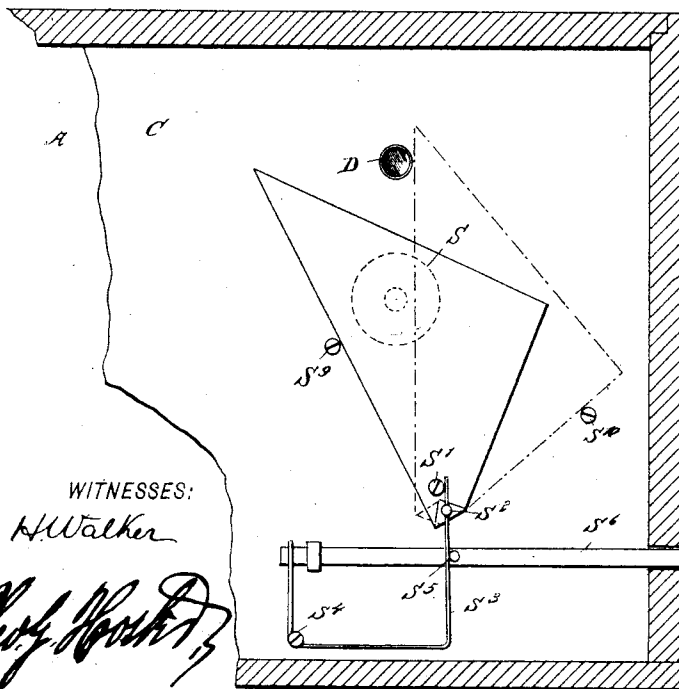 A
C
D
S
S⁹
S¹⁰
S¹
S²
S⁶
S⁵
S³
S⁴
WITNESSES:
H. Walker